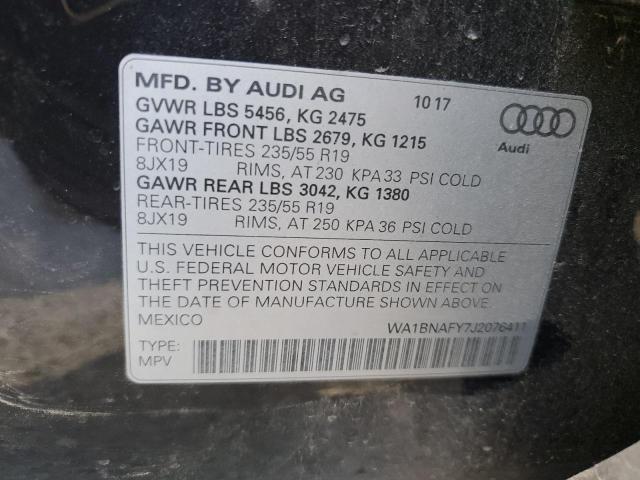 MFD. BY AUDI AG 10 17
GVWR LBS 5456, KG 2475
GAWR FRONT LBS 2679, KG 1215
FRONT-TIRES 235/55 R19
8JX19 RIMS, AT 230 KPA 33 PSI COLD
GAWR REAR LBS 3042, KG 1380
REAR-TIRES 235/55 R19
8JX19 RIMS, AT 250 KPA 36 PSI COLD
Audi
THIS VEHICLE CONFORMS TO ALL APPLICABLE
U.S. FEDERAL MOTOR VEHICLE SAFETY AND
THEFT PREVENTION STANDARDS IN EFFECT ON
THE DATE OF MANUFACTURE SHOWN ABOVE.
MEXICO WA1BNAFY7J2076411
TYPE:
MPV